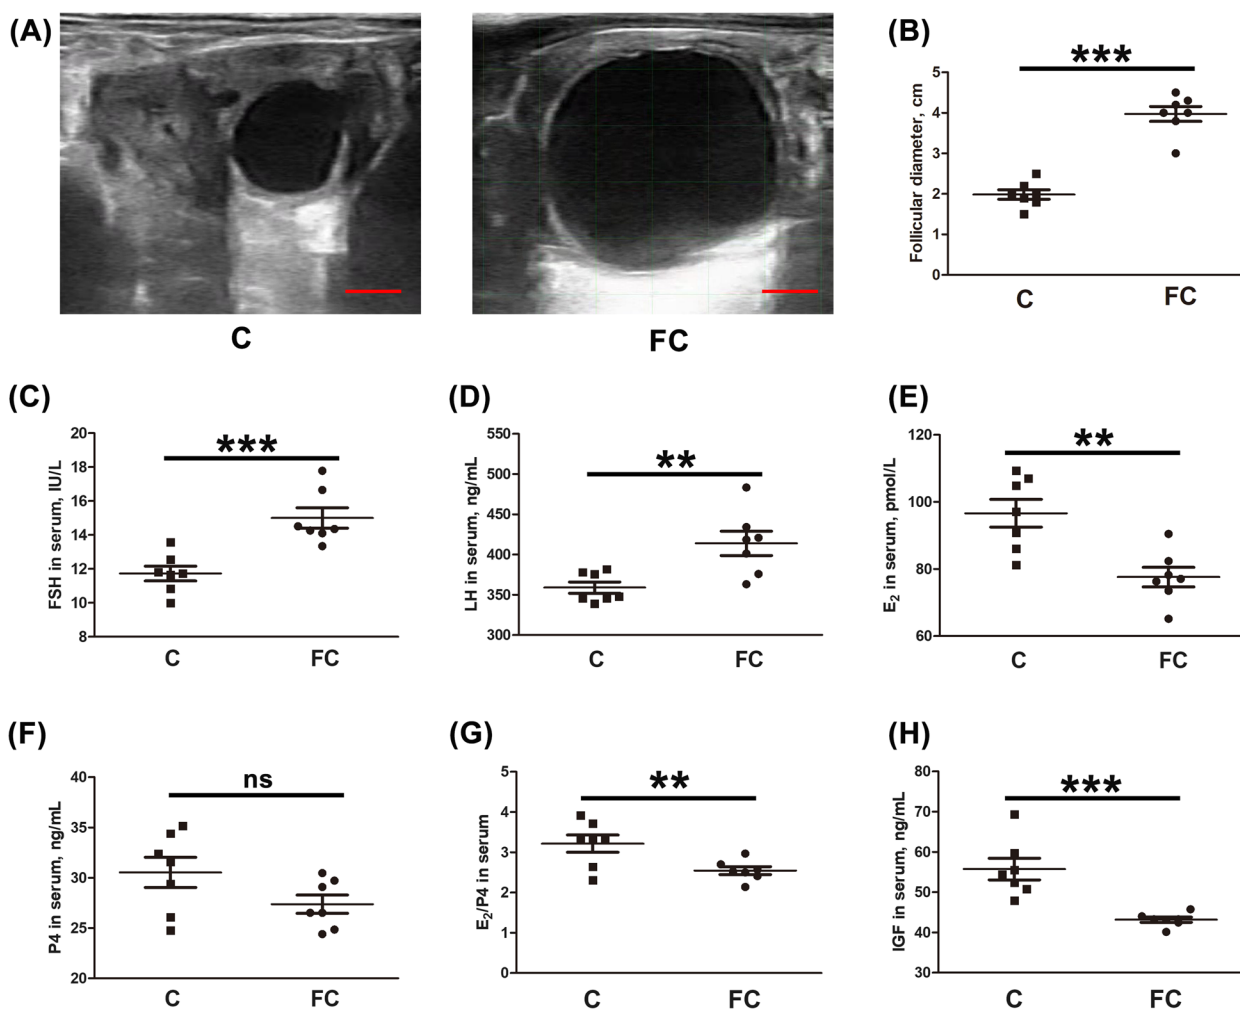 (A)
C
FC
(B)
***
Follicular diameter, cm
5
4
3
2
1
0
C
FC
(C)
***
FSH in serum, IU/L
20
18
16
14
12
10
8
C
FC
(D)
**
LH in serum, ng/mL
550
500
450
400
350
300
C
FC
(E)
**
E2 in serum, pmol/L
120
100
80
60
C
FC
(F)
ns
P4 in serum, ng/mL
40
35
30
25
20
C
FC
(G)
**
E2/P4 in serum
5
4
3
2
1
0
C
FC
(H)
***
IGF in serum, ng/mL
80
70
60
50
40
30
C
FC